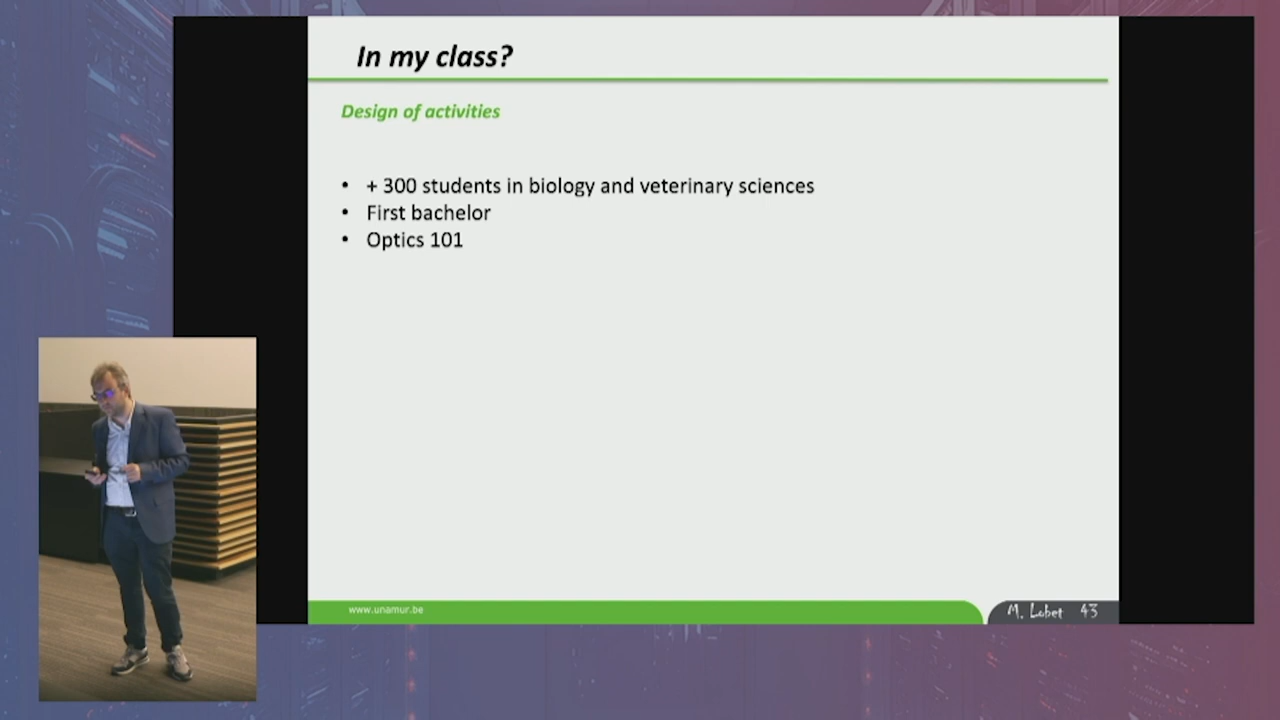 In my class?
Design of activities
• + 300 students in biology and veterinary sciences
• First bachelor
• Optics 101
www.unamur.be
M. Lobet 43